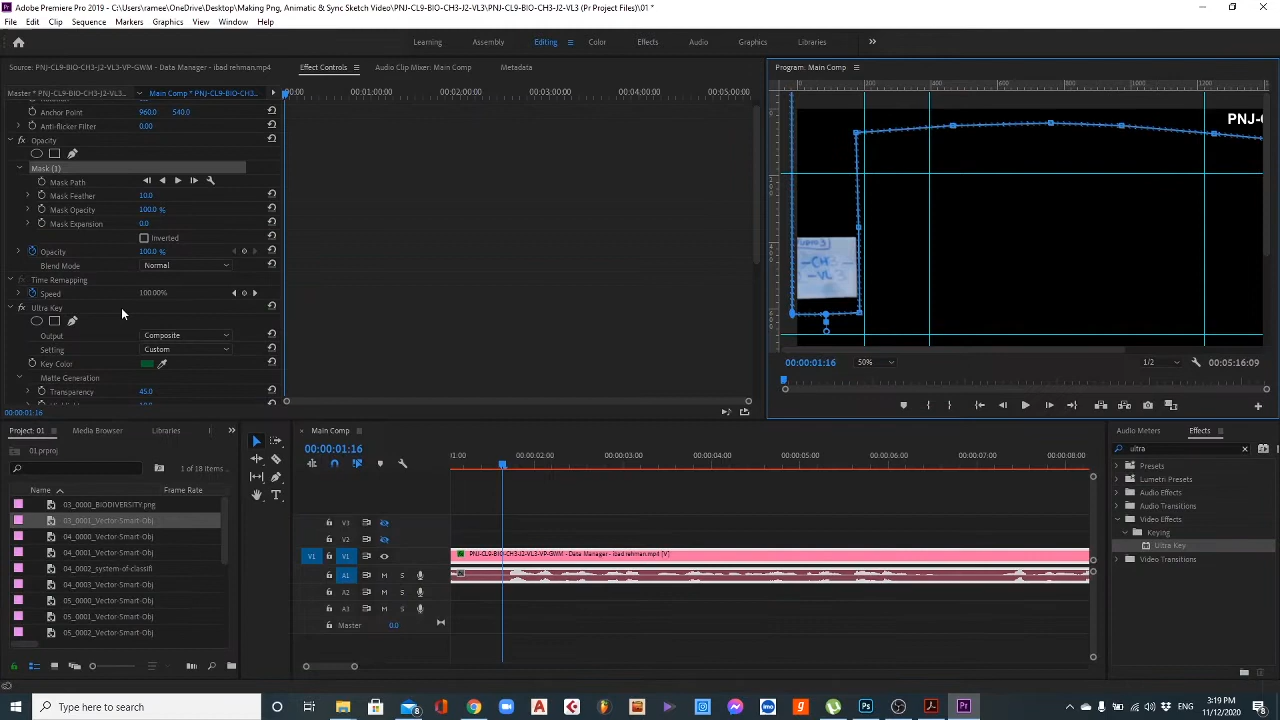 Adobe Premiere Pro 2019 - C:\Users\ramee\OneDrive\Desktop\Making Png, Animatic & Sync Sketch Video\PNJ-CL9-BIO-CH3-J2-VL3\PNJ-CL9-BIO-CH3-J2-VL3 (Pr Project Files)\01 *
File Edit Clip Sequence Markers Graphics View Window Help
Learning Assembly Editing Color Effects Audio Graphics Libraries
Source: PNJ-CL9-BIO-CH3-J2-VL3-VP-GWM - Data Manager - ibad rehman.mp4 Effect Controls Audio Clip Mixer: Main Comp Metadata
Program: Main Comp
Master * PNJ-CL9-BIO-CH3-J2-VL3... Main Comp * PNJ-CL9-BIO-CH3...
:00:00 00:01:00:00 00:02:00:00 00:03:00:00 00:04:00:00 00:05:00:00
Anchor Point 960.0 540.0
Anti-flicker Filter 0.00
fx Opacity
Mask (1)
Mask Path
Mask Feather 10.0
Mask Opacity 100.0 %
Mask Expansion 0.0
Inverted
Opacity 100.0 %
Blend Mode Normal
Time Remapping
Speed 100.00%
fx Ultra Key
Output Composite
Setting Custom
Key Color
Matte Generation
Transparency 45.0
00:00:01:16
PNJ-
-CH3
-VL3
00:00:01:16 50% 1/2 00:05:16:09
Project: 01 Media Browser Libraries
01.prproj
1 of 18 items
Name Frame Rate
03_0000_BIODIVERSITY.png
03_0001_Vector-Smart-Obj
04_0000_Vector-Smart-Obj
04_0001_Vector-Smart-Obj
04_0002_system-of-classifi
04_0003_Vector-Smart-Obj
05_0000_Vector-Smart-Obj
05_0001_Vector-Smart-Obj
05_0002_Vector-Smart-Obj
Main Comp
00:00:01:16
:01:00 00:00:02:00 00:00:03:00 00:00:04:00 00:00:05:00 00:00:06:00 00:00:07:00 00:00:08:00
V3
V2
V1 V1 PNJ-CL9-BIO-CH3-J2-VL3-VP-GWM - Data Manager - ibad rehman.mp4 [V]
A1 M S
A2 M S
A3 M S
Master 0.0
Audio Meters Effects
ultra
Presets
Lumetri Presets
Audio Effects
Audio Transitions
Video Effects
Keying
Ultra Key
Video Transitions
Type here to search
ENG
3:19 PM
11/12/2020